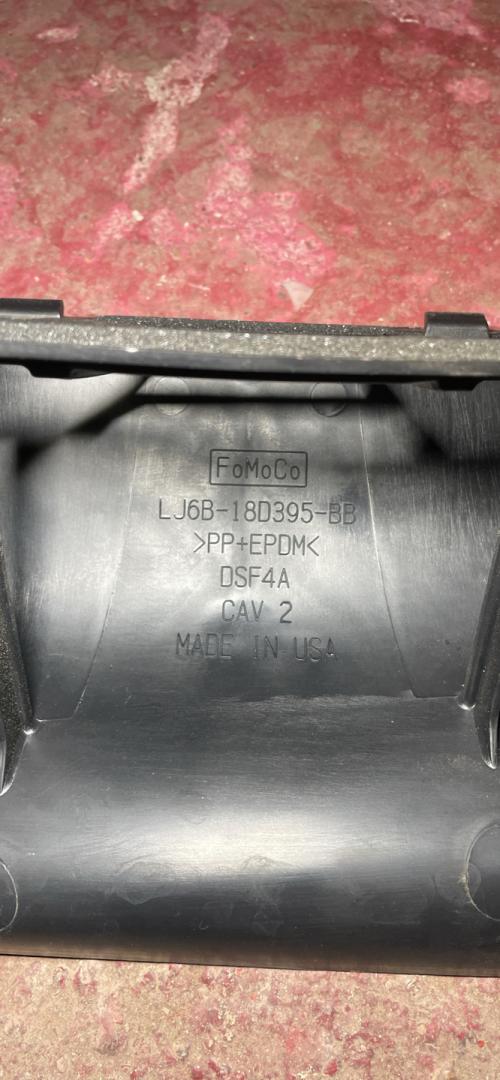 FoMoCo
LJ6B-18D395-BB
>PP+EPDM<
DSF4A
CAV 2
MADE IN USA